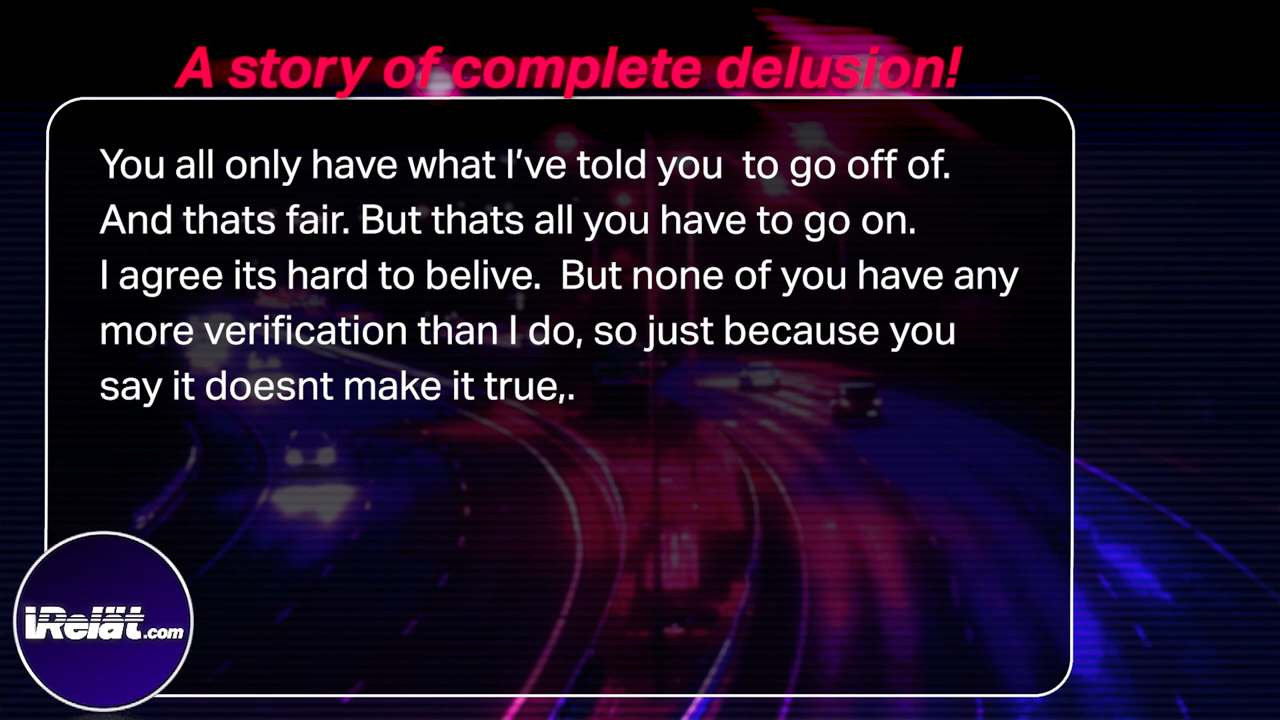 A story of complete delusion!
You all only have what I’ve told you  to go off of.
And thats fair. But thats all you have to go on.
I agree its hard to belive.  But none of you have any
more verification than I do, so just because you
say it doesnt make it true,.
iRelät.com